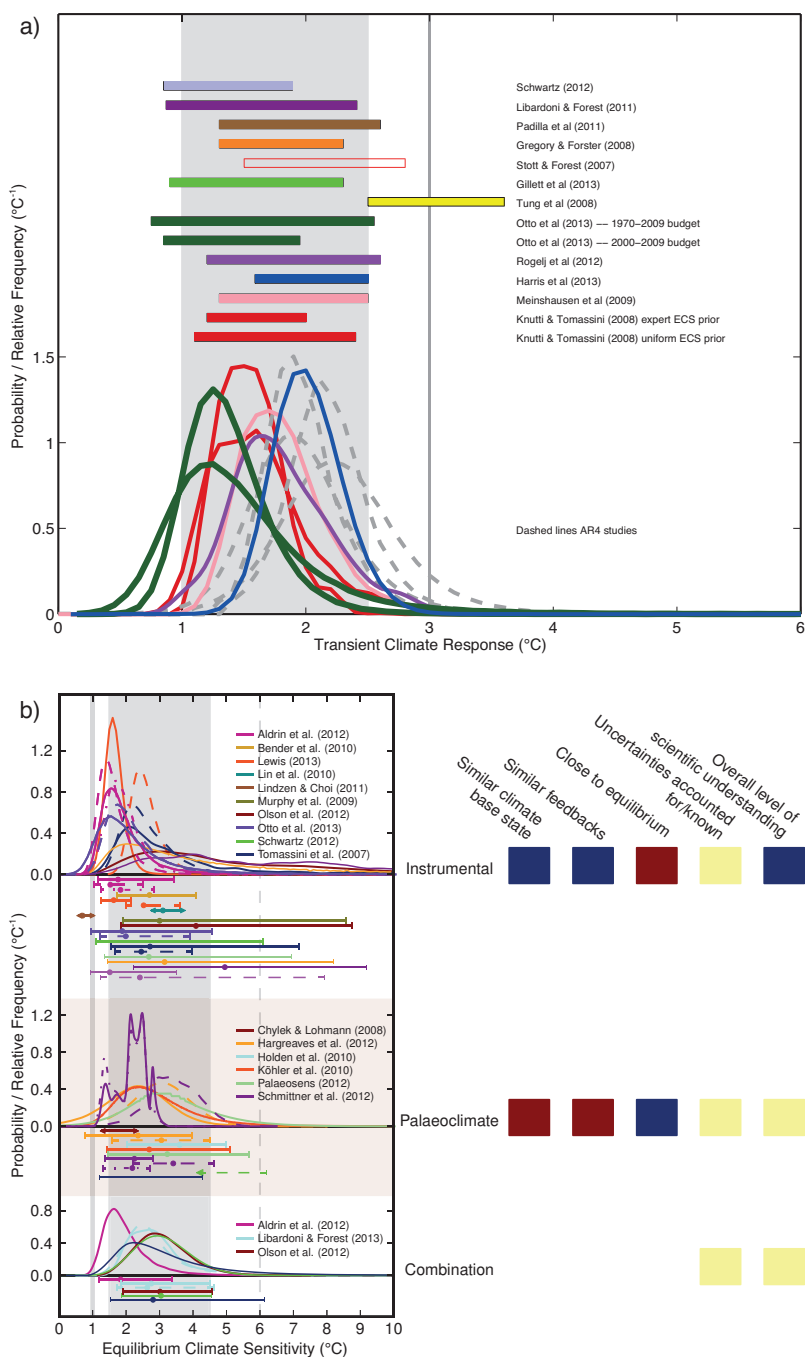 a)
Schwartz (2012)
Libardoni & Forest (2011)
Padilla et al (2011)
Gregory & Forster (2008)
Stott & Forest (2007)
Gillett et al (2013)
Tung et al (2008)
Otto et al (2013) –– 1970–2009 budget
Otto et al (2013) –– 2000–2009 budget
Rogelj et al (2012)
Harris et al (2013)
Meinshausen et al (2009)
Knutti & Tomassini (2008) expert ECS prior
Knutti & Tomassini (2008) uniform ECS prior
Dashed lines AR4 studies
Probability / Relative Frequency (°C⁻¹)
1.5
1
0.5
0
0 1 2 3 4 5 6
Transient Climate Response (°C)
b)
Probability / Relative Frequency (°C⁻¹)
1.2
0.8
0.4
0.0
Aldrin et al. (2012)
Bender et al. (2010)
Lewis (2013)
Lin et al. (2010)
Lindzen & Choi (2011)
Murphy et al. (2009)
Olson et al. (2012)
Otto et al. (2013)
Schwartz (2012)
Tomassini et al. (2007)
1.2
0.8
0.4
0.0
Chylek & Lohmann (2008)
Hargreaves et al. (2012)
Holden et al. (2010)
Köhler et al. (2010)
Palaeosens (2012)
Schmittner et al. (2012)
0.8
0.4
0.0
Aldrin et al. (2012)
Libardoni & Forest (2013)
Olson et al. (2012)
0 1 2 3 4 5 6 7 8 9 10
Equilibrium Climate Sensitivity (°C)
Similar climate
base state
Similar feedbacks
Close to equilibrium
Uncertainties accounted
for/known
Overall level of
scientific understanding
Instrumental
Palaeoclimate
Combination